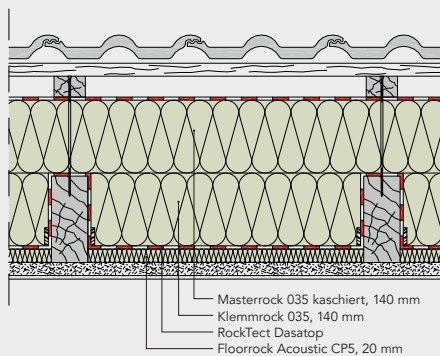 Masterrock 035 kaschiert, 140 mm
Klemmrock 035, 140 mm
RockTect Dasatop
Floorrock Acoustic CP5, 20 mm